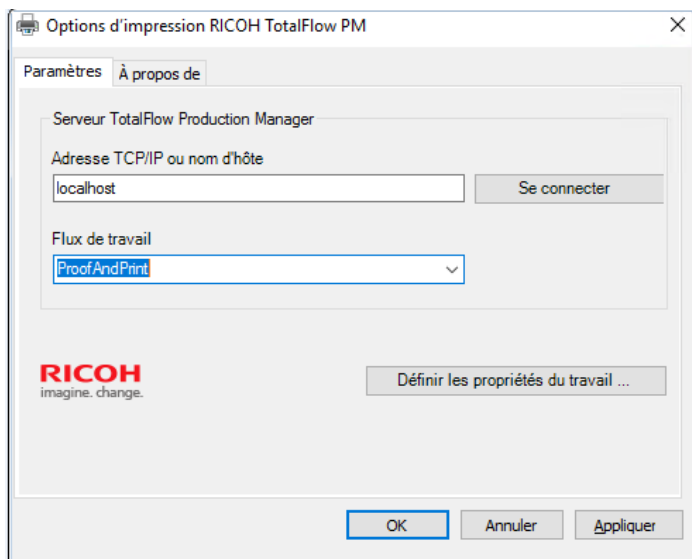 Options d'impression RICOH TotalFlow PM
Paramètres
À propos de
Serveur TotalFlow Production Manager
Adresse TCP/IP ou nom d'hôte
localhost
Se connecter
Flux de travail
ProofAndPrint
RICOH
imagine. change.
Définir les propriétés du travail ...
OK
Annuler
Appliquer